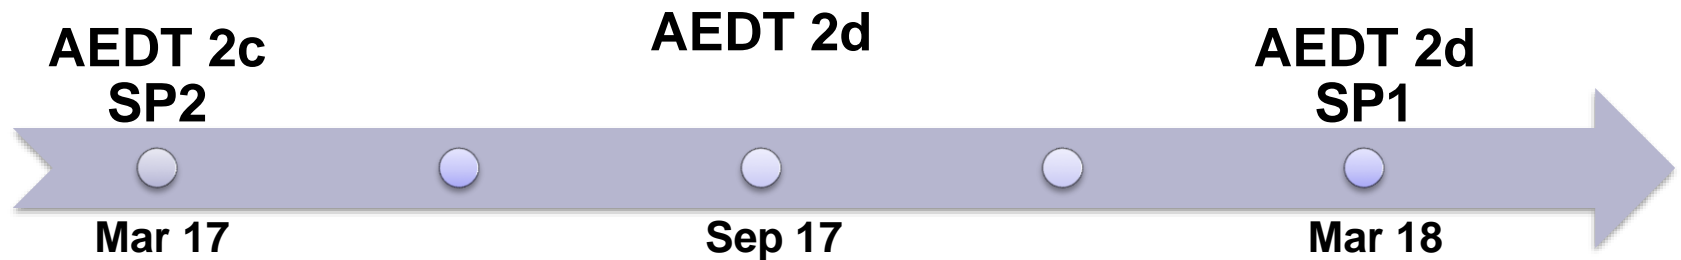 AEDT 2c
SP2
AEDT 2d
AEDT 2d
SP1
Mar 17
Sep 17
Mar 18